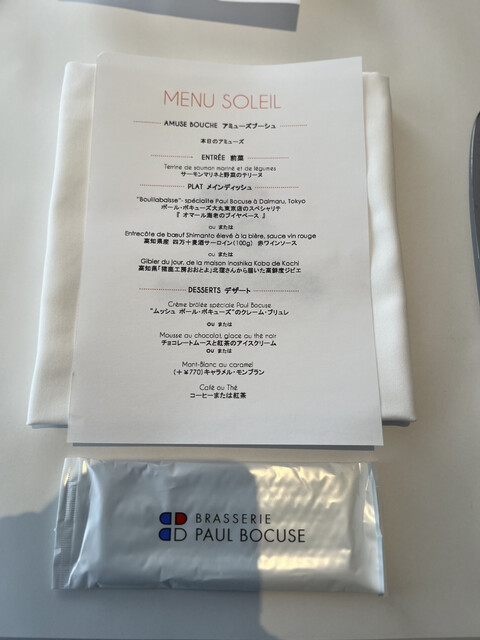 MENU SOLEIL
AMUSE BOUCHE アミューズブーシュ
本日のアミューズ
ENTRÉE 前菜
Terrine de saumon mariné et de légumes
サーモンマリネと野菜のテリーヌ
PLAT メインディッシュ
"Bouillabaisse"- spécialité Paul Bocuse à Daimaru, Tokyo
ポール・ボキューズ大丸東京店のスペシャリテ
『 オマール海老のブイヤベース 』
ou または
Entrecôte de bœuf Shimanto élevé à la bière, sauce vin rouge
高知県産 四万十麦酒サーロイン(100g) 赤ワインソース
ou または
Gibier du jour, de la maison Inoshika Kobo de Kochi
高知県「猪鹿工房おおとよ」北窪さんから届いた高鮮度ジビエ
DESSERTS デザート
Crème brûlée spéciale Paul Bocuse
"ムッシュ ポール・ボキューズ"のクレーム・ブリュレ
ou または
Mousse au chocolat, glace au thé noir
チョコレートムースと紅茶のアイスクリーム
ou または
Mont-Blanc au caramel
(+¥770)キャラメル・モンブラン
Café ou Thé
コーヒーまたは紅茶
BRASSERIE
PAUL BOCUSE